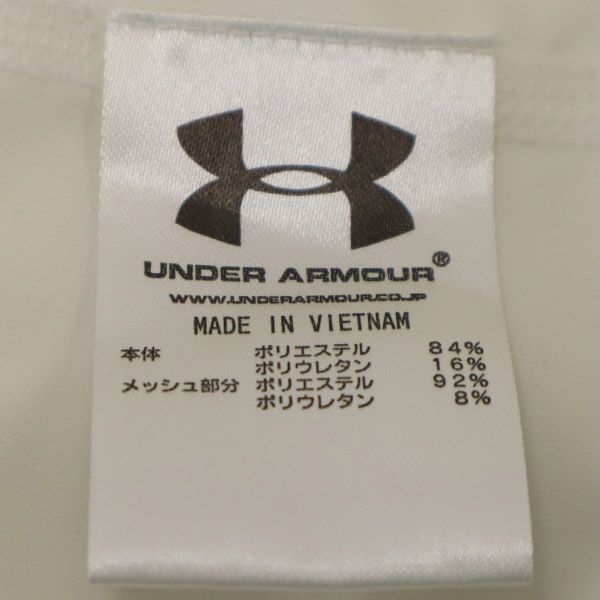 UNDER ARMOUR®
WWW.UNDERARMOUR.CO.JP
MADE IN VIETNAM
本体 ポリエステル 84%
ポリウレタン 16%
メッシュ部分 ポリエステル 92%
ポリウレタン 8%